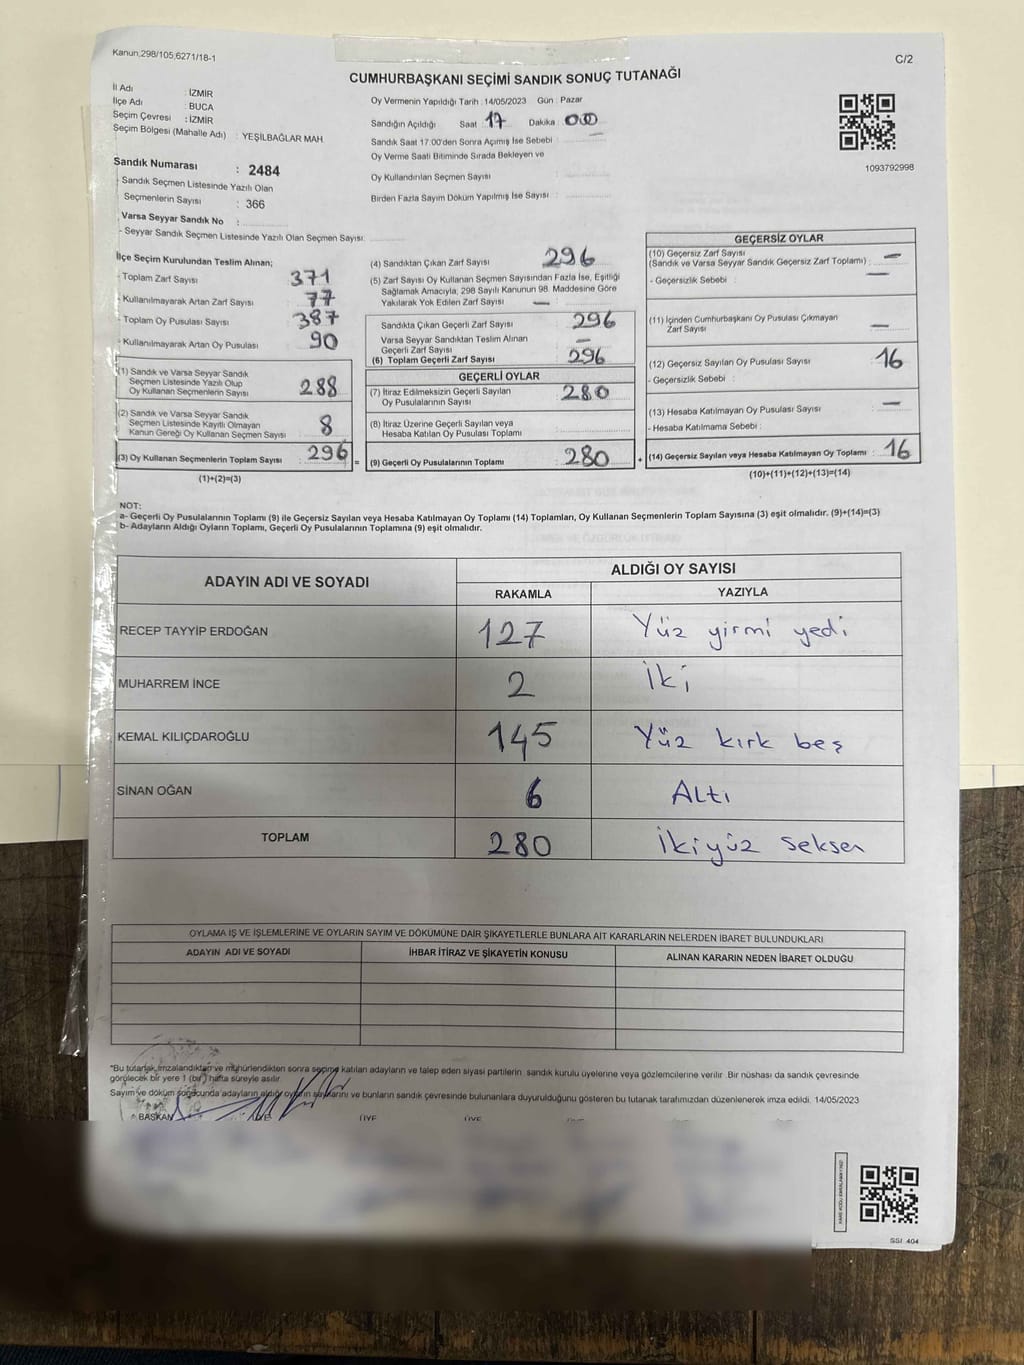 Kanun,298/105,6271/18-1
C/2
CUMHURBAŞKANI SEÇİMİ SANDIK SONUÇ TUTANAĞI
İl Adı : İZMİR
İlçe Adı : BUCA
Seçim Çevresi : İZMİR
Seçim Bölgesi (Mahalle Adı) : YEŞİLBAĞLAR MAH.
Sandık Numarası : 2484
- Sandık Seçmen Listesinde Yazılı Olan
Seçmenlerin Sayısı : 366
Varsa Seyyar Sandık No :
- Seyyar Sandık Seçmen Listesinde Yazılı Olan Seçmen Sayısı:
Oy Vermenin Yapıldığı Tarih : 14/05/2023 Gün : Pazar
Sandığın Açıldığı Saat : 17 Dakika : 00
Sandık Saat 17:00'den Sonra Açımış İse Sebebi : —
Oy Verme Saati Bitiminde Sırada Bekleyen ve
Oy Kullandırılan Seçmen Sayısı :
Birden Fazla Sayım Döküm Yapılmış İse Sayısı :
1093792998
İlçe Seçim Kurulundan Teslim Alınan;
- Toplam Zarf Sayısı : 371
- Kullanılmayarak Artan Zarf Sayısı : 77
- Toplam Oy Pusulası Sayısı : 387
- Kullanılmayarak Artan Oy Pusulası : 90
(1) Sandık ve Varsa Seyyar Sandık
Seçmen Listesinde Yazılı Olup
Oy Kullanan Seçmenlerin Sayısı : 288
(2) Sandık ve Varsa Seyyar Sandık
Seçmen Listesinde Kayıtlı Olmayan
Kanun Gereği Oy Kullanan Seçmen Sayısı : 8
(3) Oy Kullanan Seçmenlerin Toplam Sayısı : 296
(1)+(2)=(3)
(4) Sandıktan Çıkan Zarf Sayısı : 296
(5) Zarf Sayısı Oy Kullanan Seçmen Sayısından Fazla İse, Eşitliği
Sağlamak Amacıyla, 298 Sayılı Kanunun 98. Maddesine Göre
Yakılarak Yok Edilen Zarf Sayısı : —
Sandıkta Çıkan Geçerli Zarf Sayısı : 296
Varsa Seyyar Sandıktan Teslim Alınan
Geçerli Zarf Sayısı : —
(6) Toplam Geçerli Zarf Sayısı : 296
GEÇERLİ OYLAR
(7) İtiraz Edilmeksizin Geçerli Sayılan
Oy Pusulalarının Sayısı : 280
(8) İtiraz Üzerine Geçerli Sayılan veya
Hesaba Katılan Oy Pusulası Toplamı :
= (9) Geçerli Oy Pusulalarının Toplamı : 280 +
GEÇERSİZ OYLAR
(10) Geçersiz Zarf Sayısı
(Sandık ve Varsa Seyyar Sandık Geçersiz Zarf Toplamı) : —
- Geçersizlik Sebebi : —
(11) İçinden Cumhurbaşkanı Oy Pusulası Çıkmayan
Zarf Sayısı : —
(12) Geçersiz Sayılan Oy Pusulası Sayısı : 16
- Geçersizlik Sebebi :
(13) Hesaba Katılmayan Oy Pusulası Sayısı : —
- Hesaba Katılmama Sebebi :
(14) Geçersiz Sayılan veya Hesaba Katılmayan Oy Toplamı : 16
(10)+(11)+(12)+(13)=(14)
NOT:
a- Geçerli Oy Pusulalarının Toplamı (9) ile Geçersiz Sayılan veya Hesaba Katılmayan Oy Toplamı (14) Toplamları, Oy Kullanan Seçmenlerin Toplam Sayısına (3) eşit olmalıdır. (9)+(14)=(3)
b- Adayların Aldığı Oyların Toplamı, Geçerli Oy Pusulalarının Toplamına (9) eşit olmalıdır.
ADAYIN ADI VE SOYADI ALDIĞI OY SAYISI
RAKAMLA YAZIYLA
RECEP TAYYİP ERDOĞAN 127 Yüz yirmi yedi
MUHARREM İNCE 2 İki
KEMAL KILIÇDAROĞLU 145 Yüz kırk beş
SİNAN OĞAN 6 Altı
TOPLAM 280 İkiyüz seksen
OYLAMA İŞ VE İŞLEMLERİNE VE OYLARIN SAYIM VE DÖKÜMÜNE DAİR ŞİKAYETLERLE BUNLARA AİT KARARLARIN NELERDEN İBARET BULUNDUKLARI
ADAYIN ADI VE SOYADI İHBAR İTİRAZ VE ŞİKAYETİN KONUSU ALINAN KARARIN NEDEN İBARET OLDUĞU
"Bu tutanak, imzalandıktan ve mühürlendikten sonra seçime katılan adayların ve talep eden siyasi partilerin sandık kurulu üyelerine veya gözlemcilerine verilir. Bir nüshası da sandık çevresinde
görülecek bir yere 1 (bir) hafta süreyle asılır.
Sayım ve döküm sonucunda adayların aldığı oyların sayılarını ve bunların sandık çevresinde bulunanlara duyurulduğunu gösteren bu tutanak tarafımızdan düzenlenerek imza edildi. 14/05/2023
BAŞKAN ÜYE ÜYE ÜYE
SSI: 404